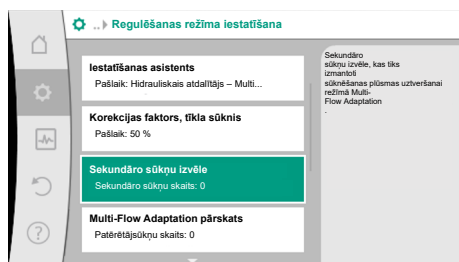 ..▸ Regulēšanas režīma iestatīšana
Iestatīšanas asistents
Pašlaik: Hidrauliskais atdalītājs – Multi...
Korekcijas faktors, tīkla sūknis
Pašlaik: 50 %
Sekundāro sūkņu izvēle
Sekundāro sūkņu skaits: 0
Multi-Flow Adaptation pārskats
Patērētājsūkņu skaits: 0
Sekundāro
sūkņu izvēle, kas tiks
izmantoti
sūknēšanas plūsmas uztveršanai
režīmā Multi-
Flow Adaptation
.